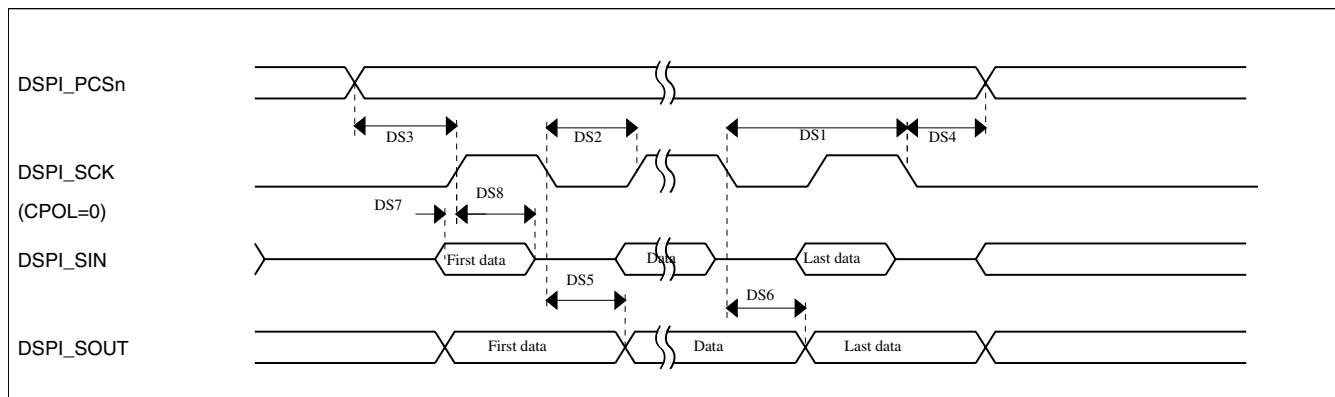 DSPI_PCSn
DS3
DS2
DS1
DS4
DSPI_SCK
(CPOL=0)
DS7
DS8
DSPI_SIN
First data
Data
Last data
DS5
DS6
DSPI_SOUT
First data
Data
Last data